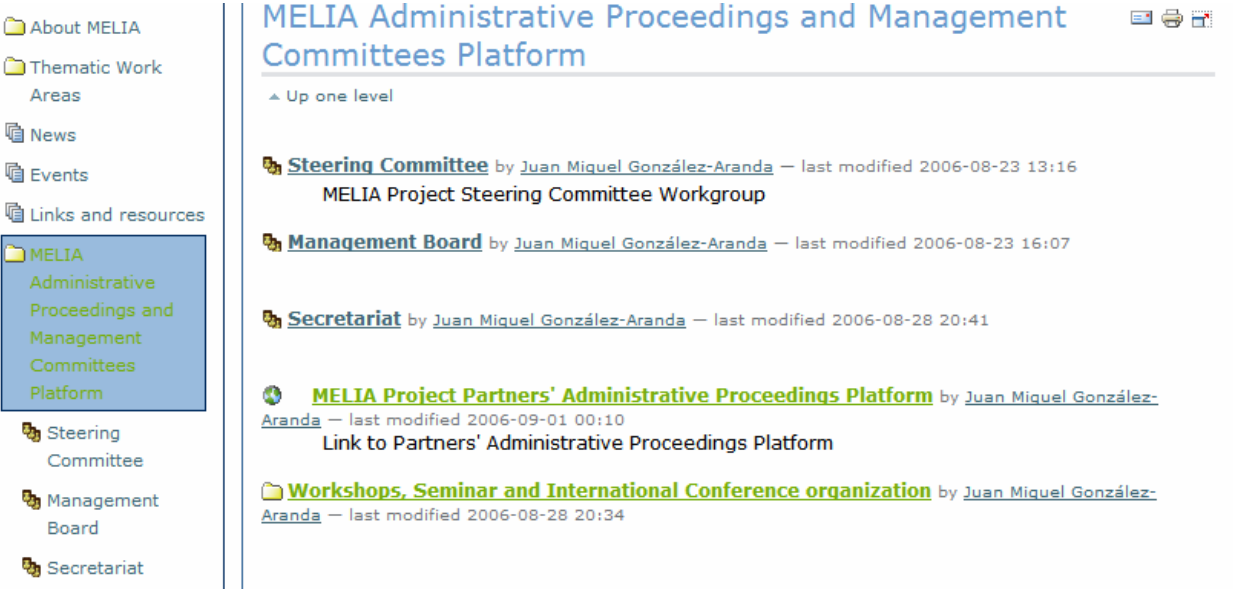 About MELIA
Thematic Work
Areas
News
Events
Links and resources
MELIA
Administrative
Proceedings and
Management
Committees
Platform
Steering
Committee
Management
Board
Secretariat
MELIA Administrative Proceedings and Management
Committees Platform
Up one level
Steering Committee by Juan Miguel González-Aranda — last modified 2006-08-23 13:16
MELIA Project Steering Committee Workgroup
Management Board by Juan Miguel González-Aranda — last modified 2006-08-23 16:07
Secretariat by Juan Miguel González-Aranda — last modified 2006-08-28 20:41
MELIA Project Partners' Administrative Proceedings Platform by Juan Miguel González-
Aranda — last modified 2006-09-01 00:10
Link to Partners' Administrative Proceedings Platform
Workshops, Seminar and International Conference organization by Juan Miguel González-
Aranda — last modified 2006-08-28 20:34